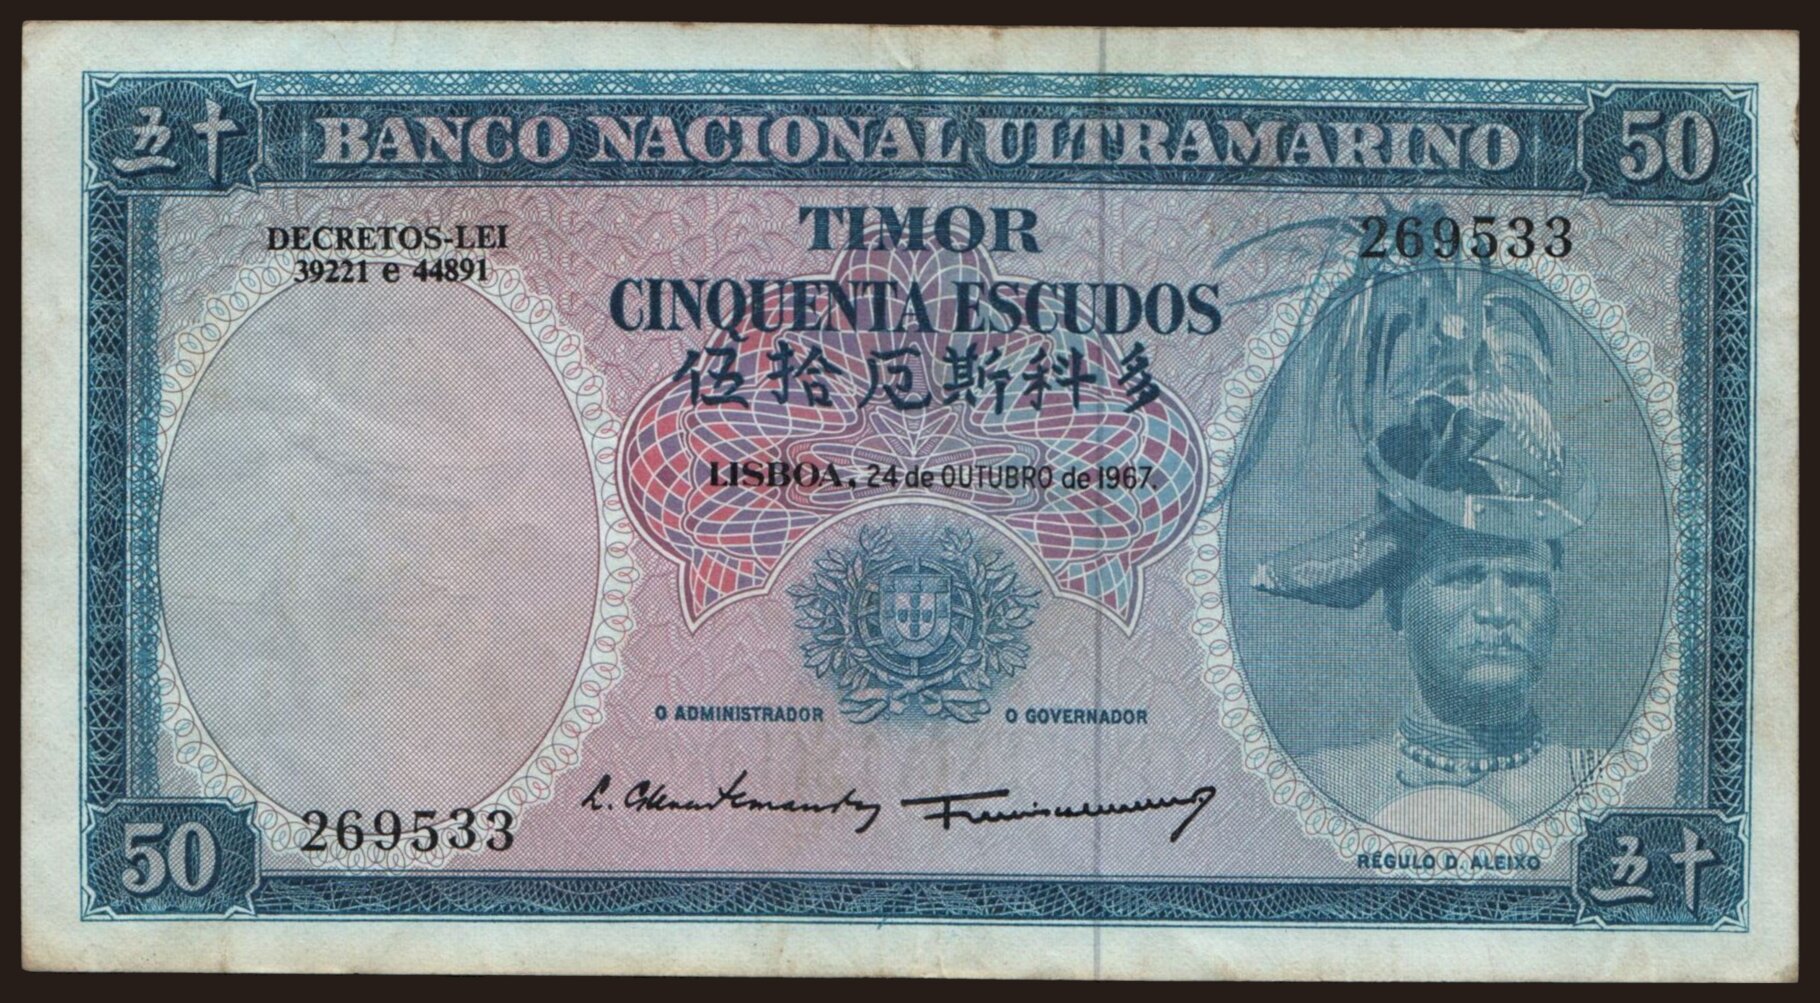 五十 BANCO NACIONAL ULTRAMARINO 50
TIMOR
DECRETOS-LEI
39221 e 44891
269533
CINQUENTA ESCUDOS
伍拾厄斯科多
LISBOA, 24 de OUTUBRO de 1967.
O ADMINISTRADOR
O GOVERNADOR
269533
RÉGULO D. ALEIXO
50
五十